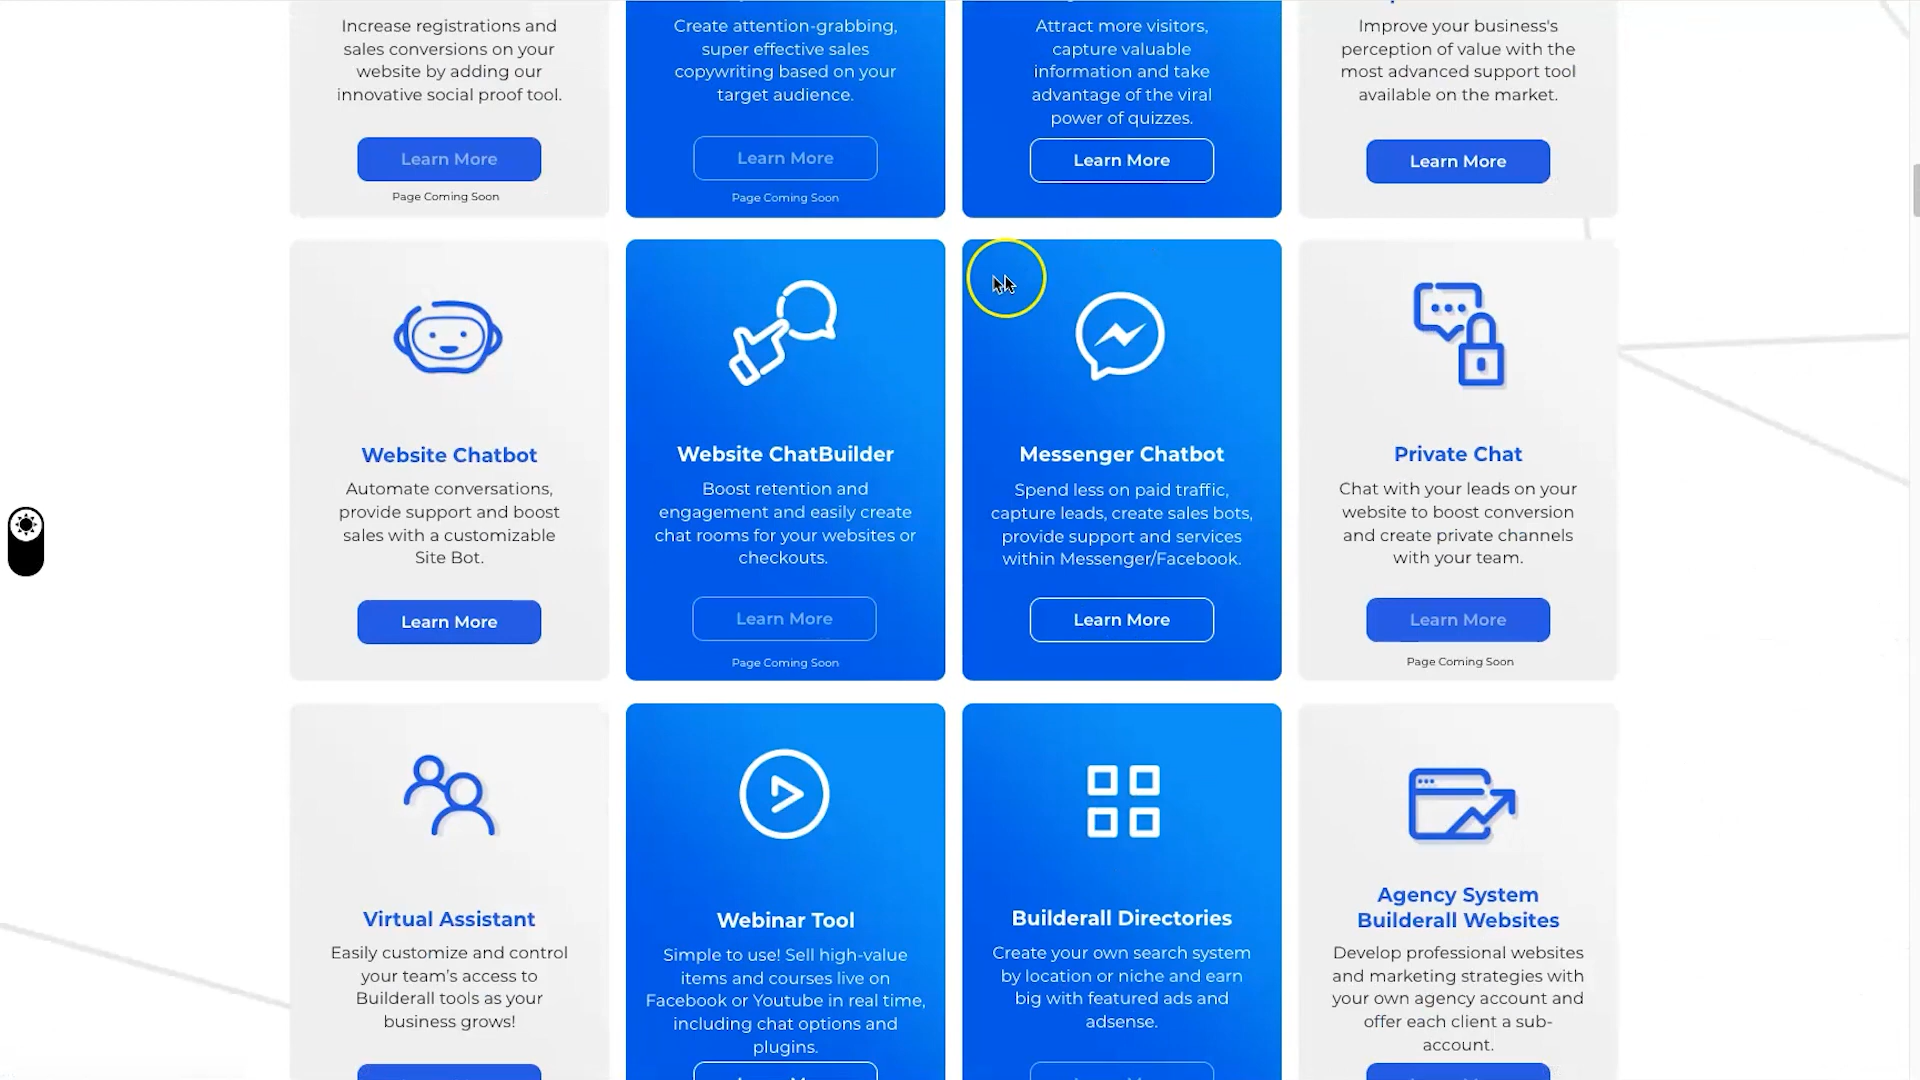 Increase registrations and
sales conversions on your
website by adding our
innovative social proof tool.
Learn More
Page Coming Soon
Create attention-grabbing,
super effective sales
copywriting based on your
target audience.
Learn More
Page Coming Soon
Attract more visitors,
capture valuable
information and take
advantage of the viral
power of quizzes.
Learn More
Improve your business's
perception of value with the
most advanced support tool
available on the market.
Learn More
Website Chatbot
Automate conversations,
provide support and boost
sales with a customizable
Site Bot.
Learn More
Website ChatBuilder
Boost retention and
engagement and easily create
chat rooms for your websites or
checkouts.
Learn More
Page Coming Soon
Messenger Chatbot
Spend less on paid traffic,
capture leads, create sales bots,
provide support and services
within Messenger/Facebook.
Learn More
Private Chat
Chat with your leads on your
website to boost conversion
and create private channels
with your team.
Learn More
Page Coming Soon
Virtual Assistant
Easily customize and control
your team's access to
Builderall tools as your
business grows!
Webinar Tool
Simple to use! Sell high-value
items and courses live on
Facebook or Youtube in real time,
including chat options and
plugins.
Builderall Directories
Create your own search system
by location or niche and earn
big with featured ads and
adsense.
Agency System
Builderall Websites
Develop professional websites
and marketing strategies with
your own agency account and
offer each client a sub-
account.